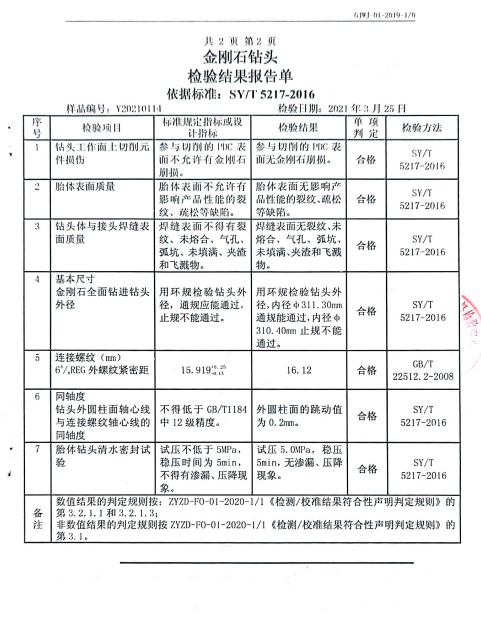 GJWJ-01-2019-1/0
共 2 页 第 2 页
金刚石钻头
检验结果报告单
依据标准：SY/T 5217-2016
样品编号：Y20210114 检验日期：2021 年 3 月 25 日
序号 检验项目 标准规定指标或设计指标 检验结果 单项判定 检验方法
1 钻头工作面上切削元件损伤 参与切削的 PDC 表面不允许有金刚石崩损。 参与切削的 PDC 表面无金刚石崩损。 合格 SY/T 5217-2016
2 胎体表面质量 胎体表面不允许有影响产品性能的裂纹、疏松等缺陷。 胎体表面无影响产品性能的裂纹、疏松等缺陷。 合格 SY/T 5217-2016
3 钻头体与接头焊缝表面质量 焊缝表面不得有裂纹、未熔合、气孔、弧坑、未填满、夹渣和飞溅物。 焊缝表面无裂纹、未熔合、气孔、弧坑、未填满、夹渣和飞溅物。 合格 SY/T 5217-2016
4 基本尺寸 金刚石全面钻进钻头外径 用环规检验钻头外径，通规应能通过，止规不能通过。 用环规检验钻头外径，内径φ311.30mm 通规能通过，内径φ310.40mm 止规不能通过。 合格 SY/T 5217-2016
5 连接螺纹（mm） REG 外螺纹紧密距 15.919 16.12 合格 GB/T 22512.2-2008
6 同轴度 钻头外圆柱面轴心线与连接螺纹轴心线的同轴度 不得低于 GB/T1184 中 12 级精度。 外圆柱面的跳动值为 0.2mm。 合格 SY/T 5217-2016
7 胎体钻头清水密封试验 试压不低于 5MPa，稳压时间为 5min，不得有渗漏、压降现象。 试压 5.0MPa，稳压 5min，无渗漏、压降现象。 合格 SY/T 5217-2016
备注 数值结果的判定规则按：ZYZD-FO-01-2020-1/1《检测/校准结果符合性声明判定规则》的
第 3.2.1.1 和 3.2.1.3；
非数值结果的判定规则按 ZYZD-FO-01-2020-1/1《检测/校准结果符合性声明判定规则》的
第 3.1。